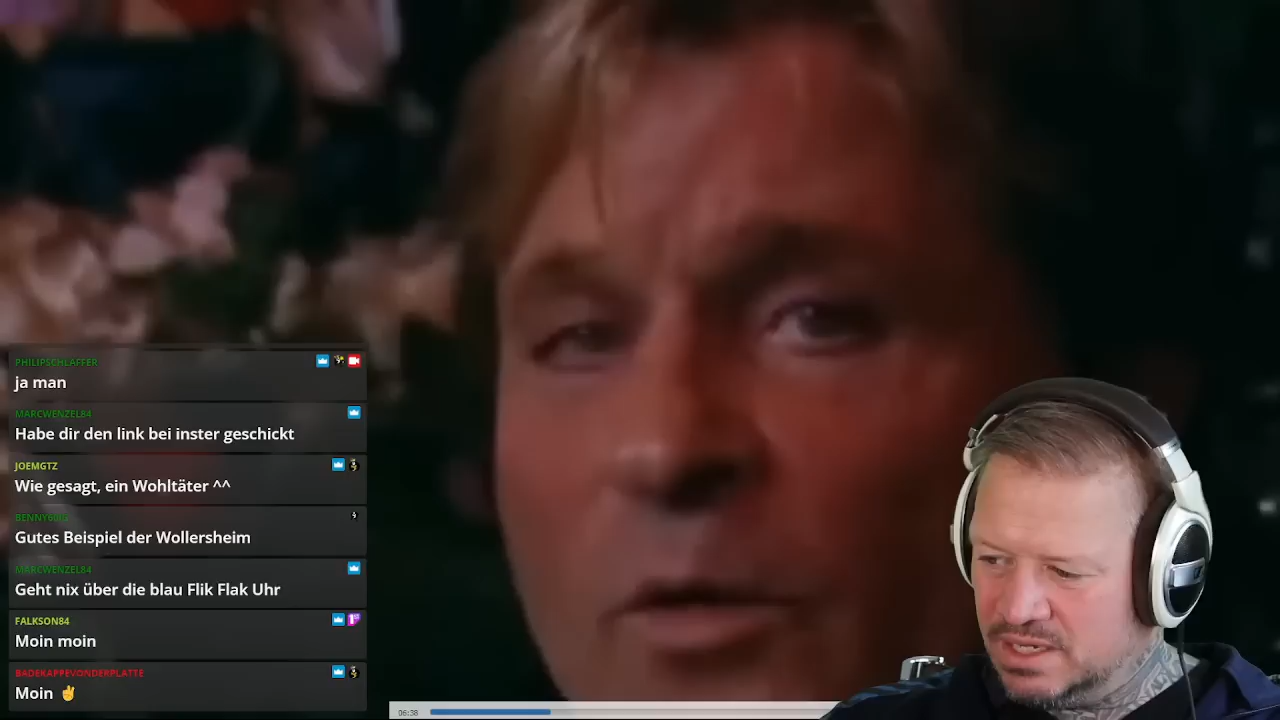 PHILIPSCHLAFFER
ja man
MARCWENZEL84
Habe dir den link bei inster geschickt
JOEMGTZ
Wie gesagt, ein Wohltäter ^^
Gutes Beispiel der Wollersheim
MARCWENZEL84
Geht nix über die blau Flik Flak Uhr
FALKSON84
Moin moin
BADEKAPPEVONDERPLATTE
Moin ✌
06:38